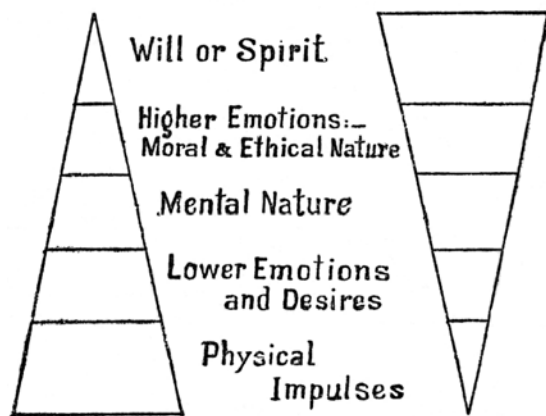 Will or Spirit
Higher Emotions:—
Moral & Ethical Nature
Mental Nature
Lower Emotions
and Desires
Physical
Impulses